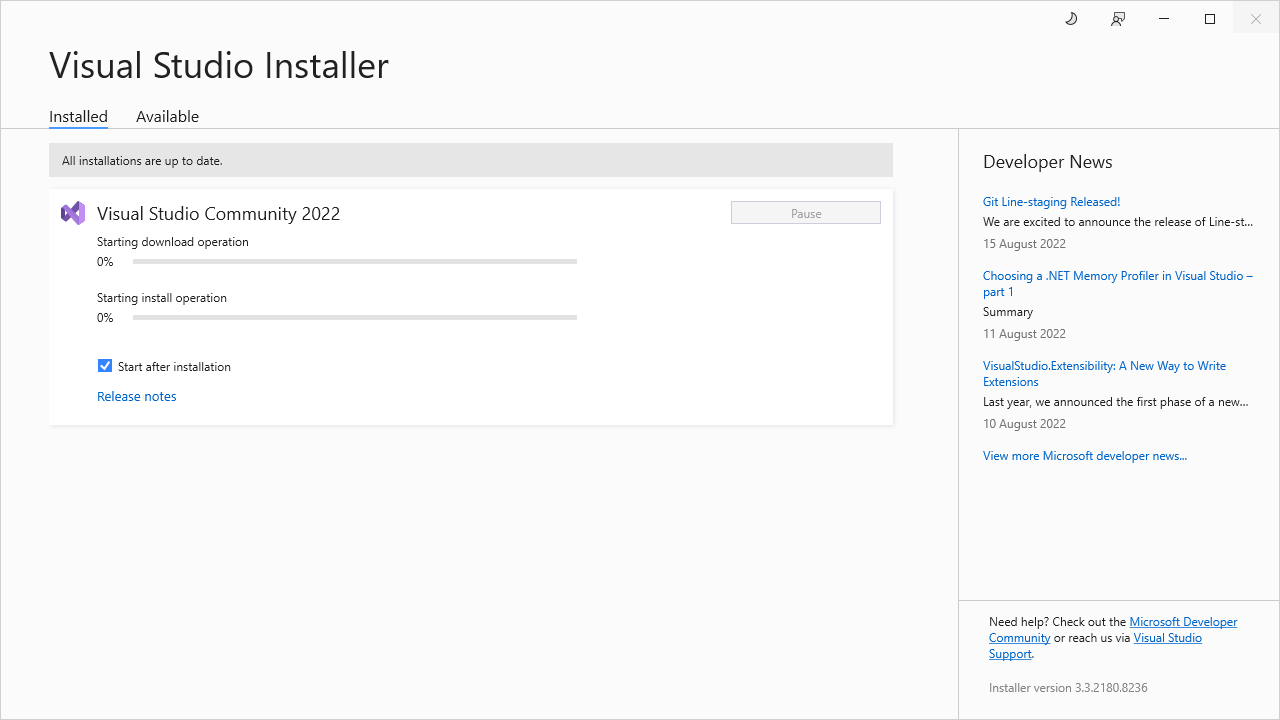 Visual Studio Installer
Installed
Available
All installations are up to date.
Visual Studio Community 2022
Pause
Starting download operation
0%
Starting install operation
0%
Start after installation
Release notes
Developer News
Git Line-staging Released!
We are excited to announce the release of Line-st...
15 August 2022
Choosing a .NET Memory Profiler in Visual Studio –
part 1
Summary
11 August 2022
VisualStudio.Extensibility: A New Way to Write
Extensions
Last year, we announced the first phase of a new...
10 August 2022
View more Microsoft developer news...
Need help? Check out the Microsoft Developer
Community or reach us via Visual Studio
Support.
Installer version 3.3.2180.8236